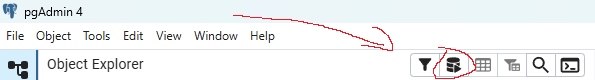 pgAdmin 4
File Object Tools Edit View Window Help
Object Explorer